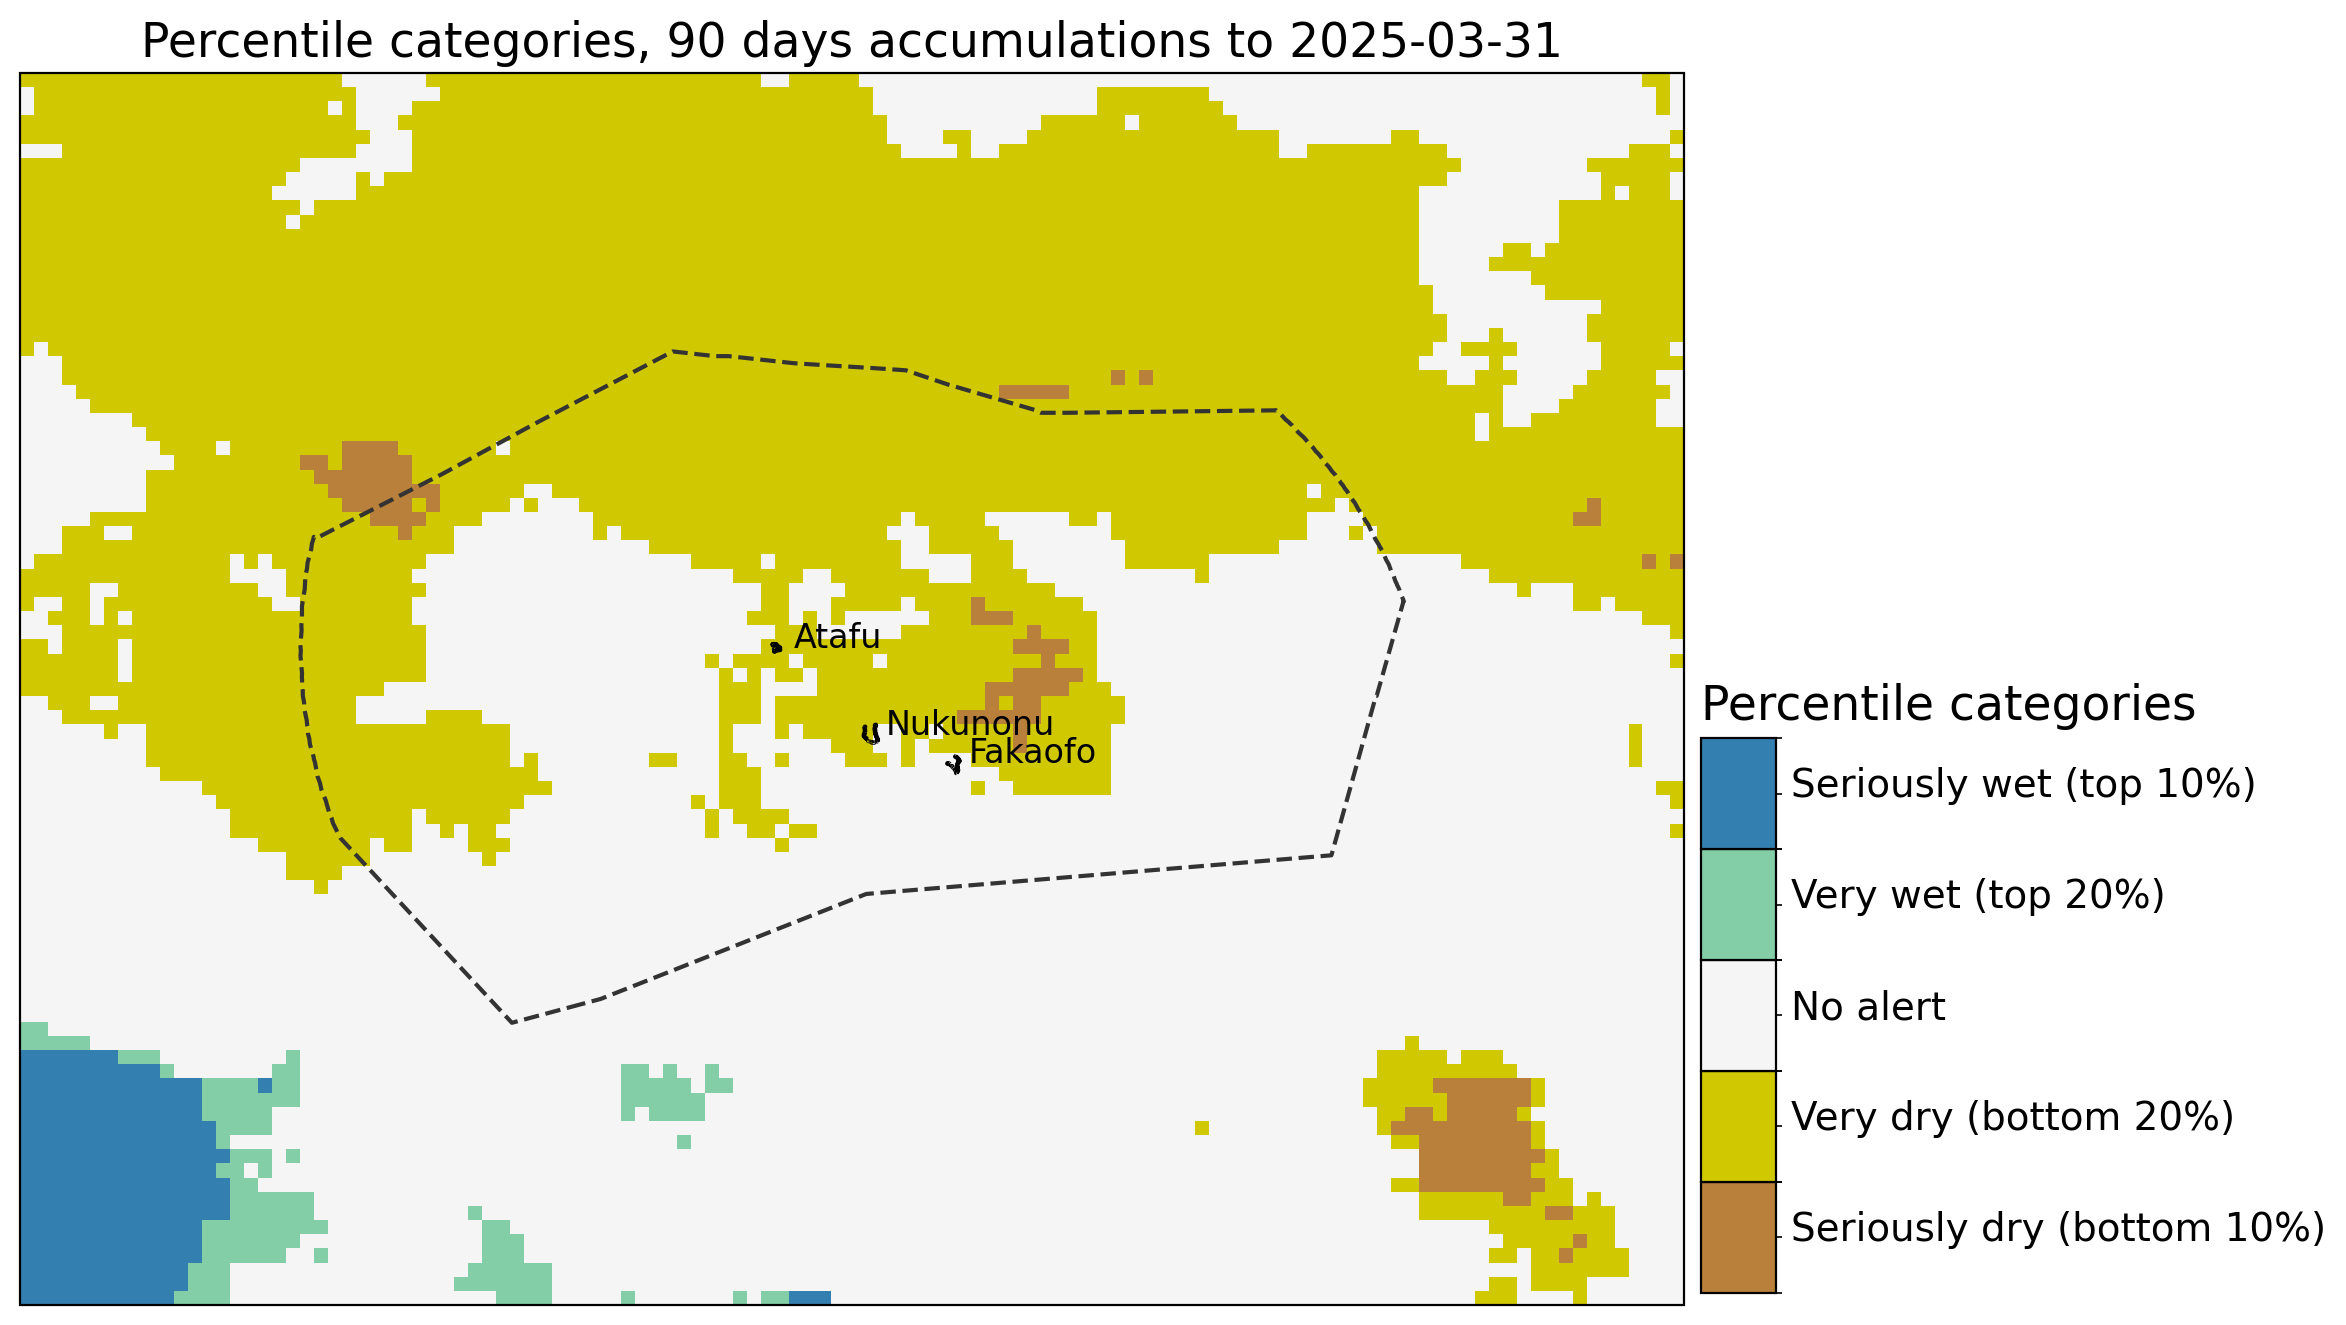 Percentile categories, 90 days accumulations to 2025-03-31
Atafu
Nukunonu
Fakaofo
Percentile categories
Seriously wet (top 10%)
Very wet (top 20%)
No alert
Very dry (bottom 20%)
Seriously dry (bottom 10%)